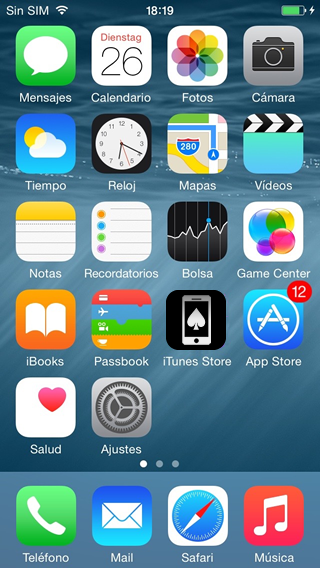 Sin SIM 18:19
Dienstag
26
280
12
Mensajes Calendario Fotos Cámara
Tiempo Reloj Mapas Vídeos
Notas Recordatorios Bolsa Game Center
iBooks Passbook iTunes Store App Store
Salud Ajustes
Teléfono Mail Safari Música